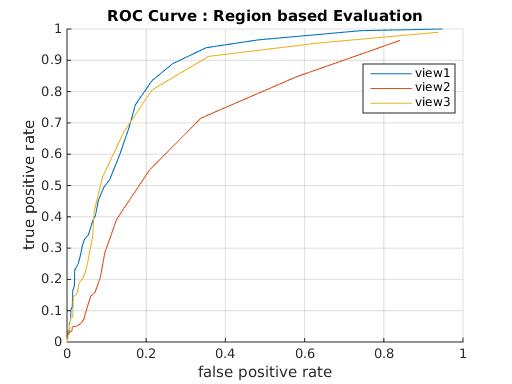 ROC Curve : Region based Evaluation
1
0.9
0.8
0.7
0.6
0.5
0.4
0.3
0.2
0.1
0
true positive rate
view1
view2
view3
0 0.2 0.4 0.6 0.8 1
false positive rate